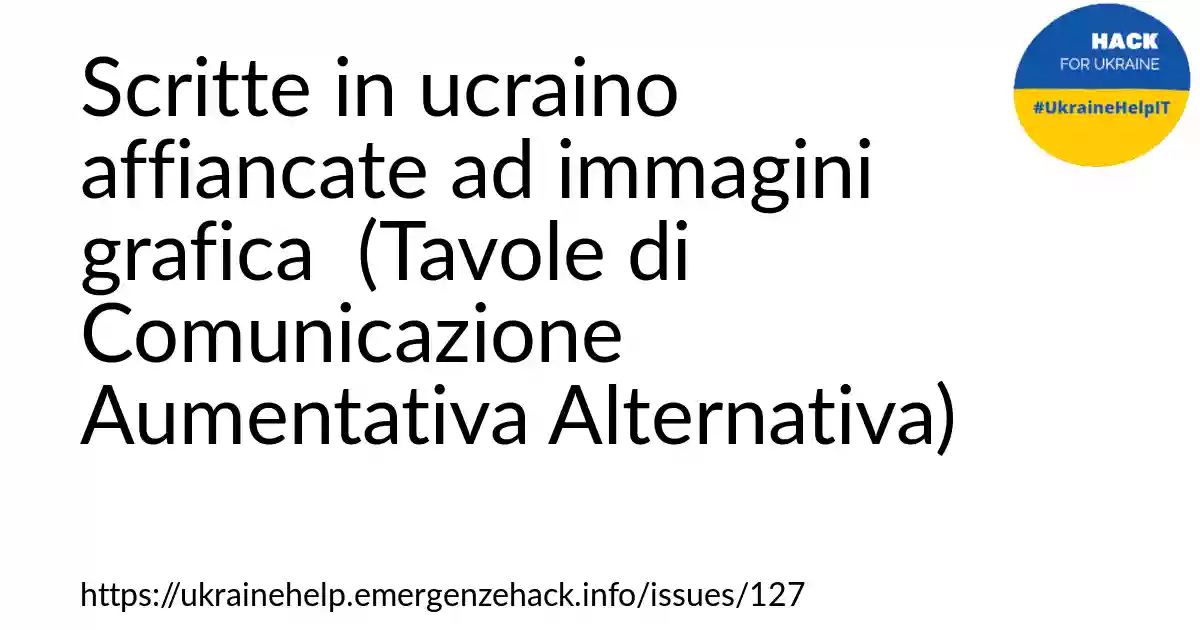 HACK
FOR UKRAINE
#UkraineHelpIT
Scritte in ucraino
affiancate ad immagini
grafica  (Tavole di
Comunicazione
Aumentativa Alternativa)
https://ukrainehelp.emergenzehack.info/issues/127